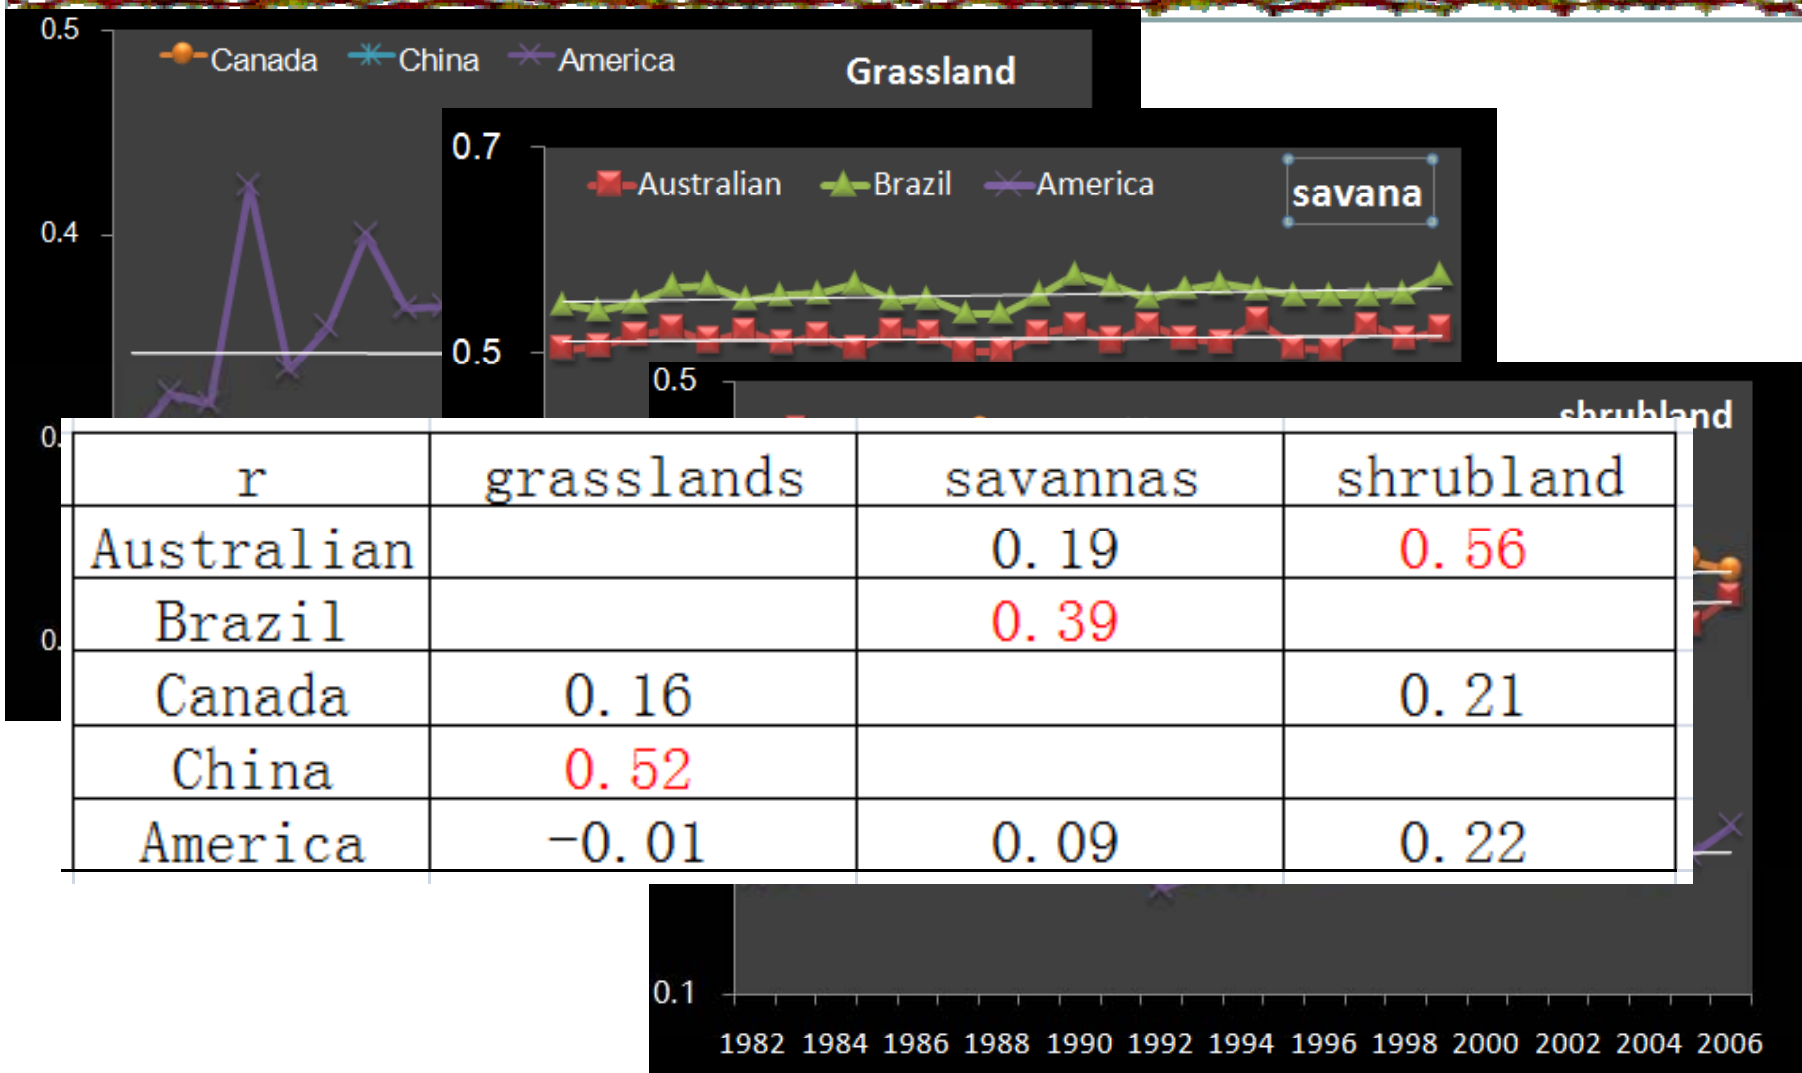 0.5
Canada China America
Grassland
0.4
0.7
Australian Brazil America
savana
0.5
0.5
shrubland
0.
0.
r grasslands savannas shrubland
Australian 0.19 0.56
Brazil 0.39
Canada 0.16 0.21
China 0.52
America -0.01 0.09 0.22
0.1
1982 1984 1986 1988 1990 1992 1994 1996 1998 2000 2002 2004 2006